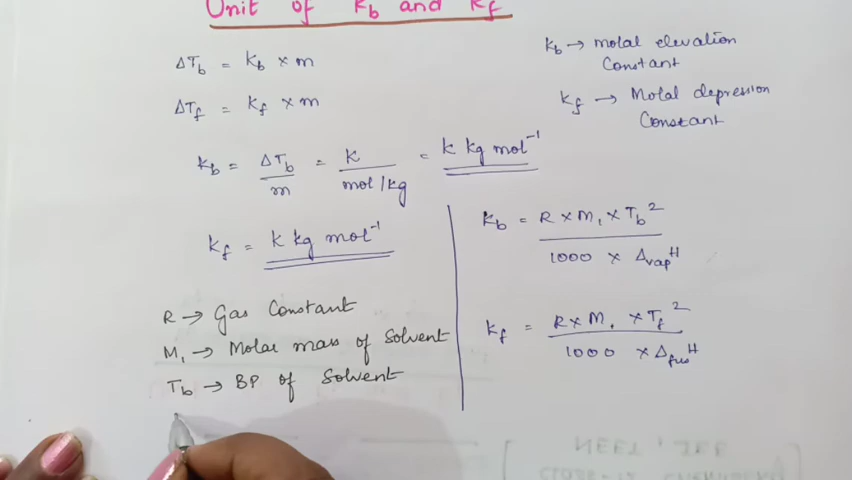 Unit of Kb and Kf
ΔTb = Kb × m
ΔTf = Kf × m
Kb = ΔTb / m = K / mol/kg = K kg mol⁻¹
Kf = K kg mol⁻¹
R → Gas Constant
M₁ → Molar mass of Solvent
Tb → BP of Solvent
Kb → molal elevation
Constant
Kf → Molal depression
Constant
Kb = R × M₁ × Tb² / 1000 × ΔvapH
Kf = R × M₁ × Tf² / 1000 × ΔfusH
NEET, JEE